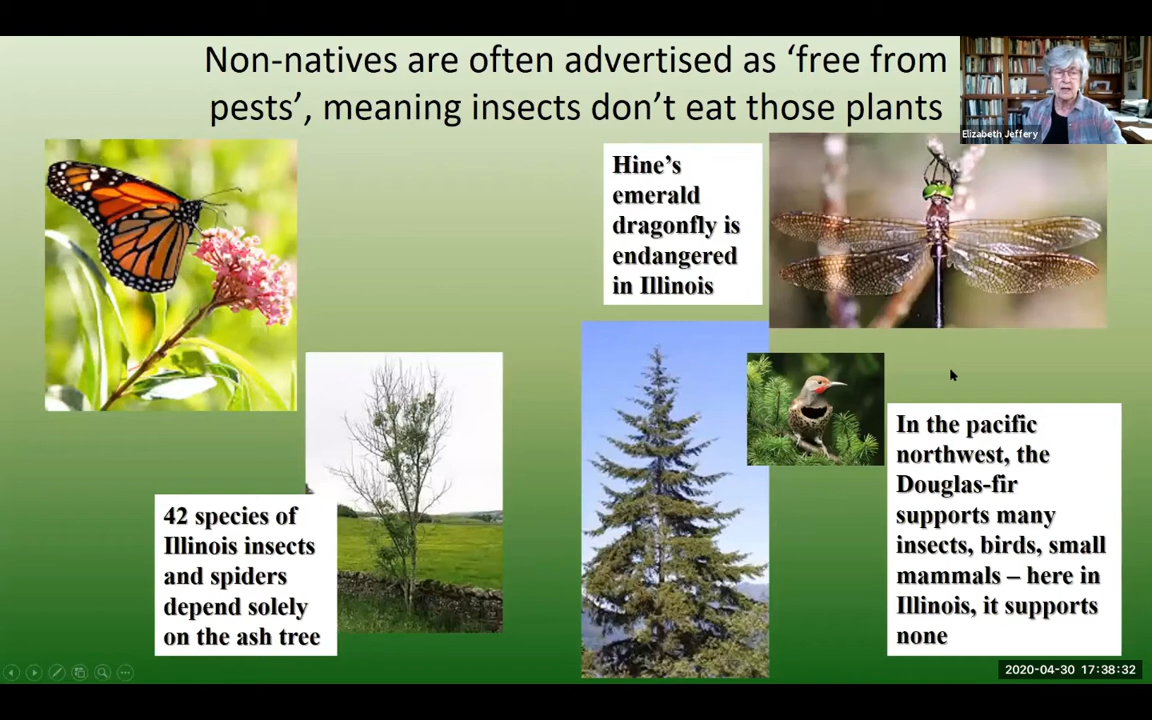 Non-natives are often advertised as ‘free from
pests’, meaning insects don’t eat those plants
Elizabeth Jeffery
Hine’s
emerald
dragonfly is
endangered
in Illinois
42 species of
Illinois insects
and spiders
depend solely
on the ash tree
In the pacific
northwest, the
Douglas-fir
supports many
insects, birds, small
mammals – here in
Illinois, it supports
none
2020-04-30 17:38:32